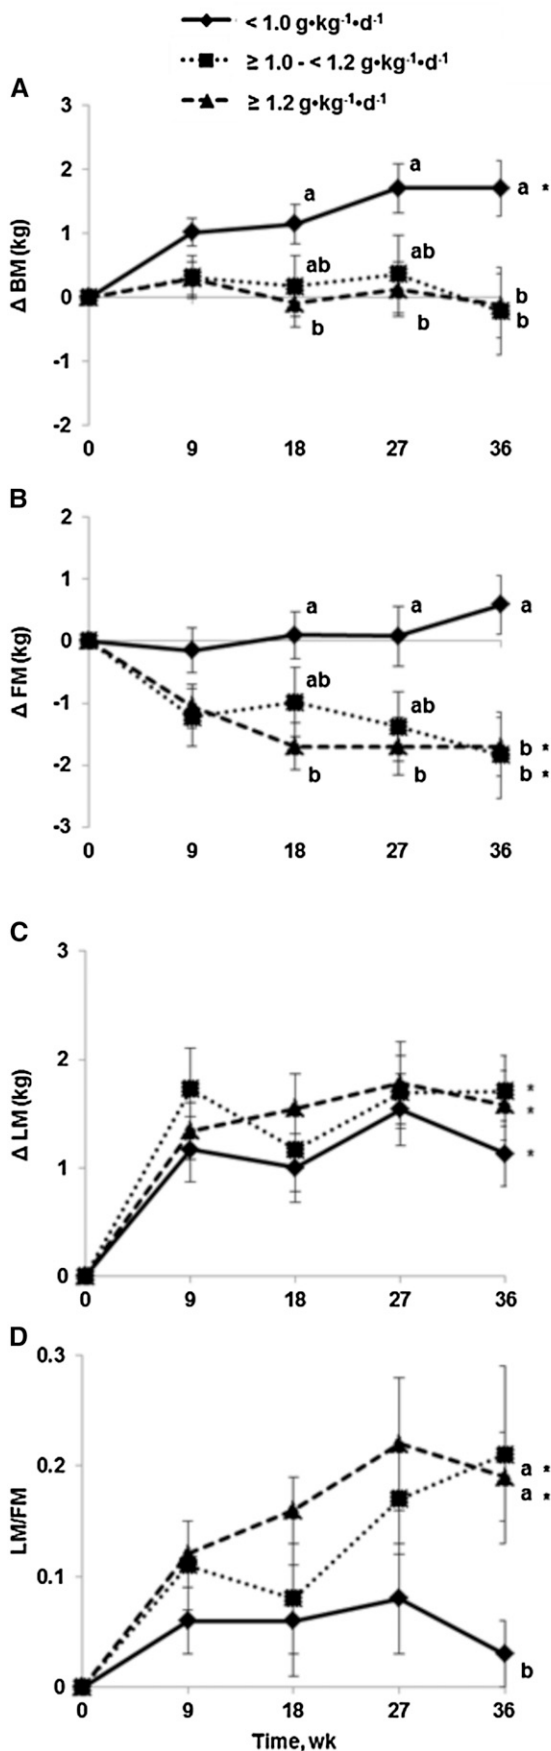 < 1.0 g•kg⁻¹•d⁻¹
≥ 1.0 - < 1.2 g•kg⁻¹•d⁻¹
≥ 1.2 g•kg⁻¹•d⁻¹
A
Δ BM (kg)
3
2
1
0
-1
-2
a
a
a *
ab
ab
b
b
b
b
0 9 18 27 36
B
Δ FM (kg)
2
1
0
-1
-2
-3
a
a
a
ab
ab
b
b
b *
b *
0 9 18 27 36
C
Δ LM (kg)
3
2
1
0
*
*
*
0 9 18 27 36
D
LM/FM
0.3
0.2
0.1
0
a *
a *
b
0 9 18 27 36
Time, wk